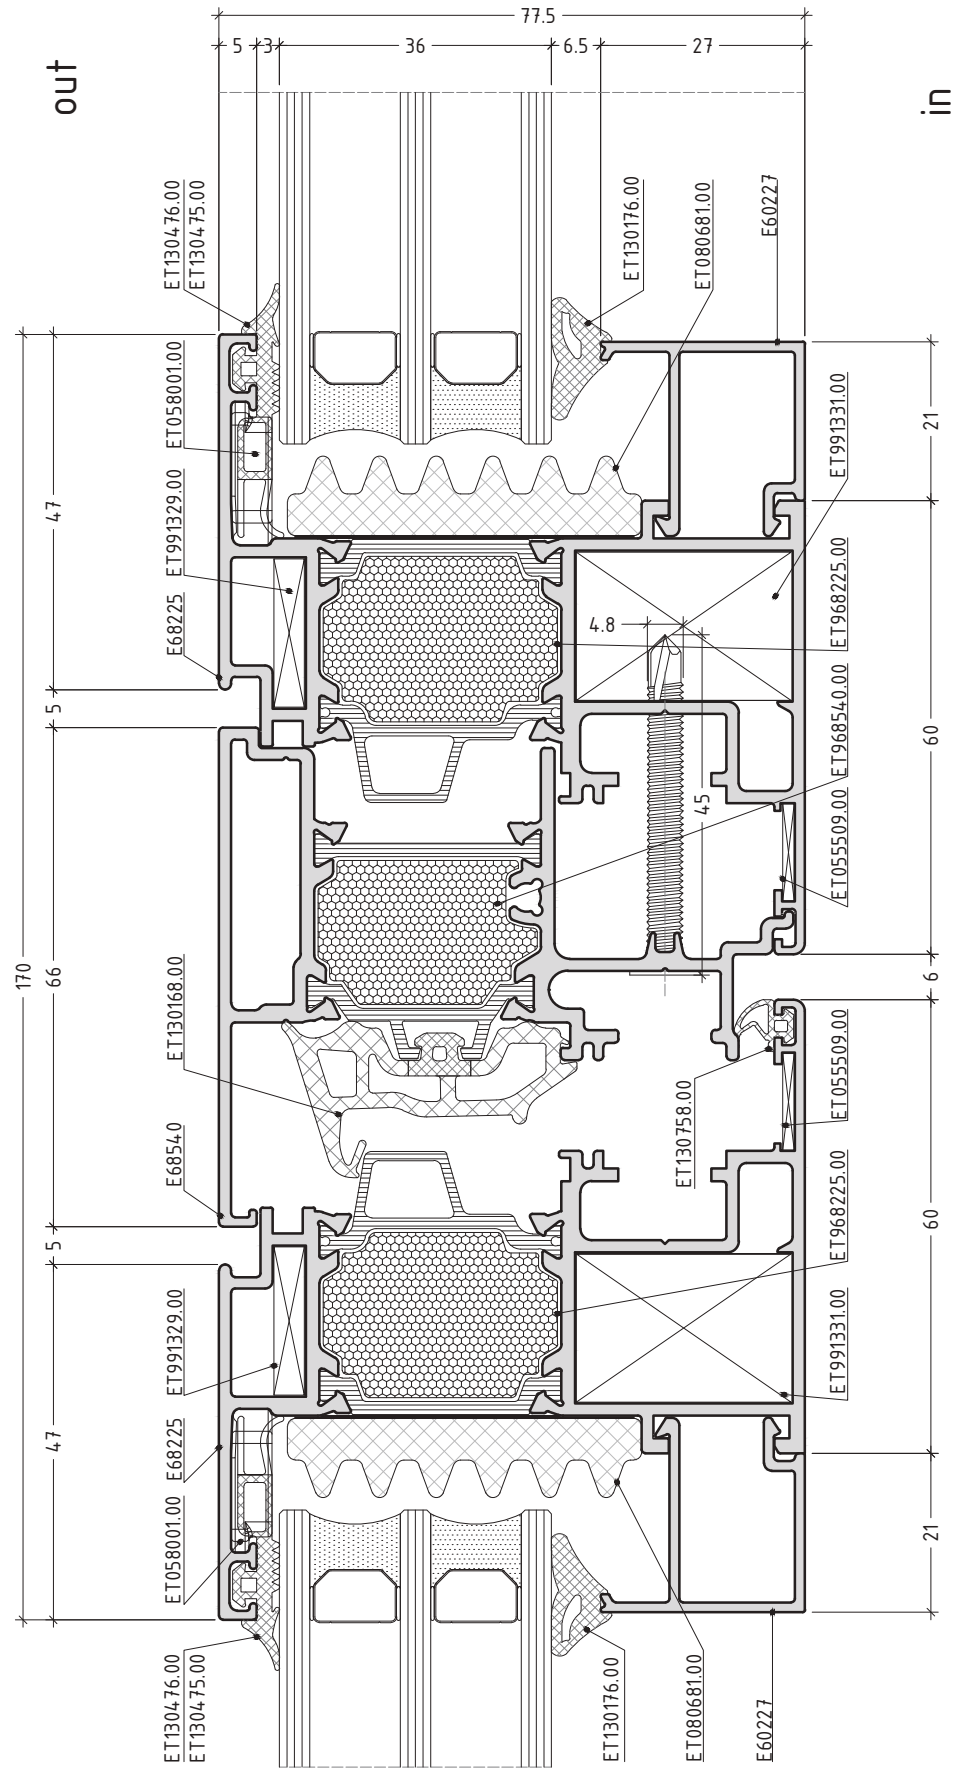 77.5
5
3
36
6.5
27
out
in
ET130476.00
ET130475.00
ET130176.00
ET080681.00
E60227
ET058001.00
ET991329.00
ET991331.00
21
47
E68225
5
4.8
ET968225.00
45
ET968540.00
ET055509.00
60
170
66
ET130168.00
6
ET130758.00
ET055509.00
E68540
5
ET968225.00
60
ET991329.00
ET991331.00
47
E68225
ET058001.00
21
ET130476.00
ET130475.00
ET130176.00
ET080681.00
E60227